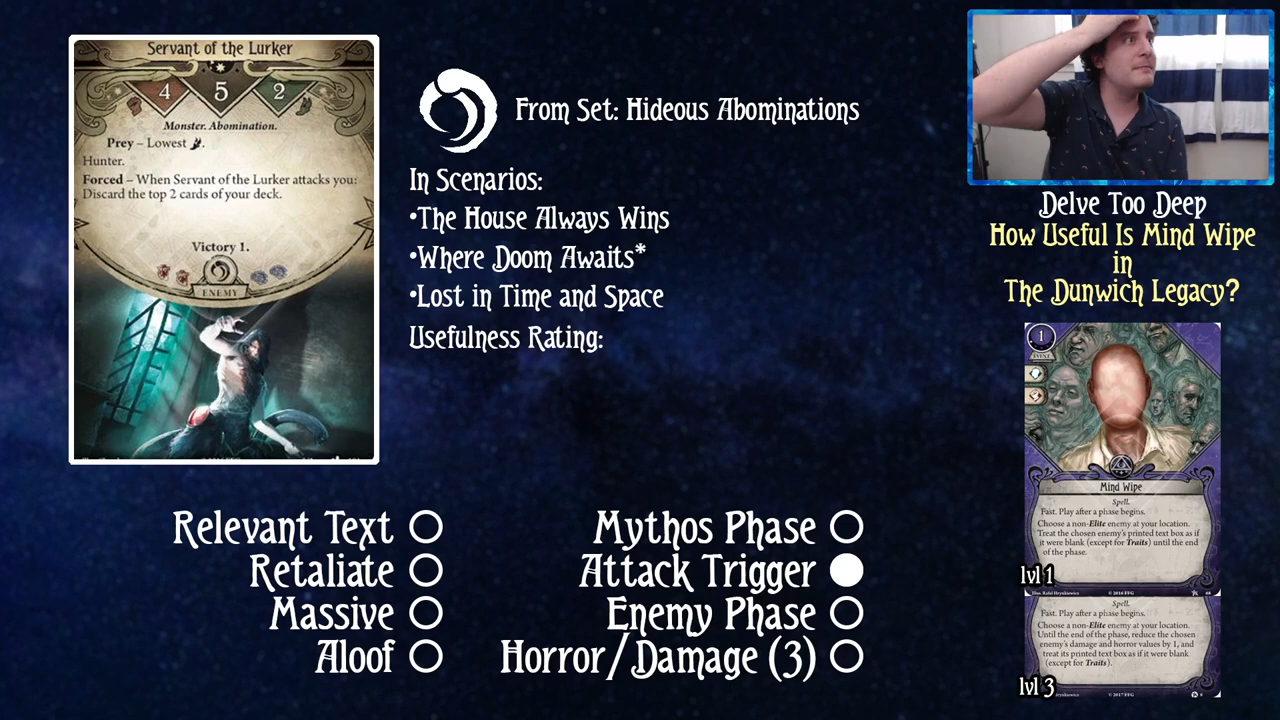 Servant of the Lurker
4 5 2
Monster. Abomination.
Prey – Lowest .
Hunter.
Forced – When Servant of the Lurker attacks you:
Discard the top 2 cards of your deck.
Victory 1.
ENEMY
From Set: Hideous Abominations
In Scenarios:
•The House Always Wins
•Where Doom Awaits*
•Lost in Time and Space
Usefulness Rating:
Relevant Text
Retaliate
Massive
Aloof
Mythos Phase
Attack Trigger
Enemy Phase
Horror/Damage (3)
Delve Too Deep
How Useful Is Mind Wipe
in
The Dunwich Legacy?
1
EVENT
Mind Wipe
Spell.
Fast. Play after a phase begins.
Choose a non-Elite enemy at your location.
Treat the chosen enemy's printed text box as if
it were blank (except for Traits) until the end
of the phase.
lvl 1
Spell.
Fast. Play after a phase begins.
Choose a non-Elite enemy at your location.
Until the end of the phase, reduce the chosen
enemy's damage and horror values by 1, and
treat its printed text box as if it were blank
(except for Traits).
lvl 3